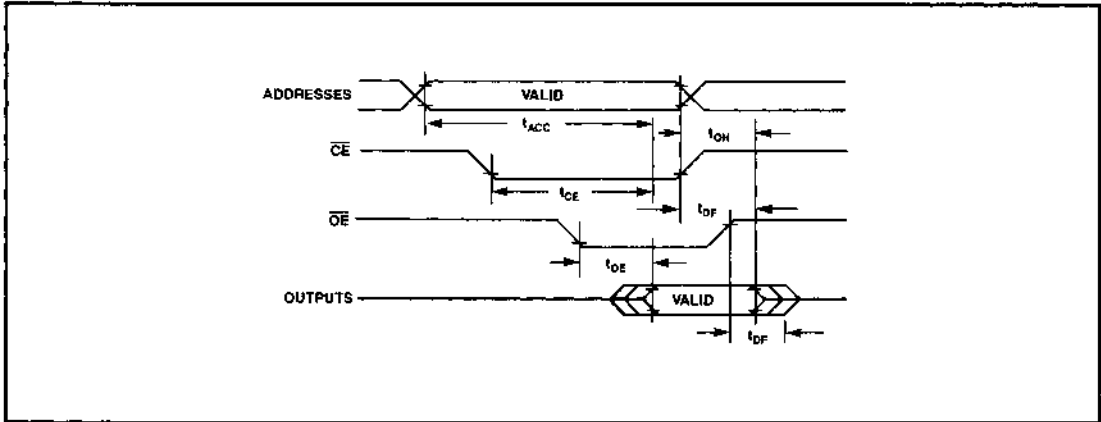 ADDRESSES
VALID
tACC
tOH
CE
tCE
tDF
OE
tOE
OUTPUTS
VALID
tDF